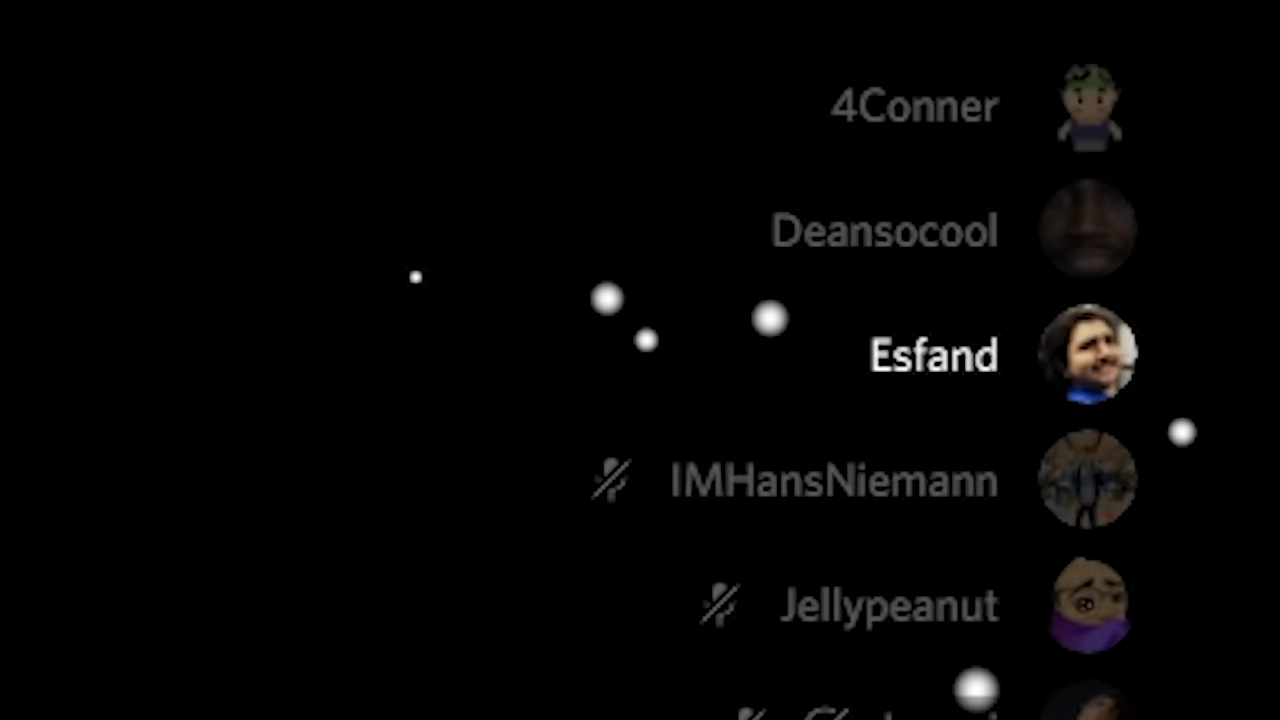 4Conner
Deansocool
Esfand
IMHansNiemann
Jellypeanut